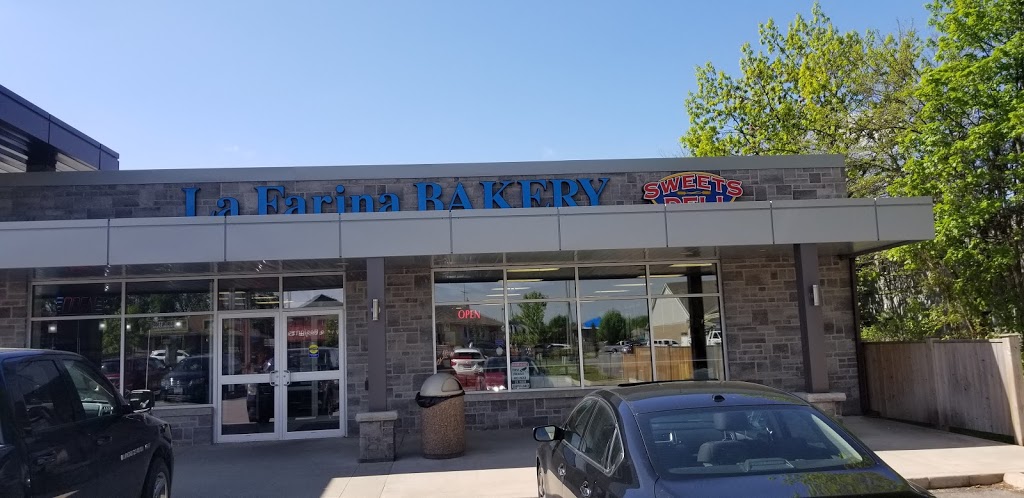 La Farina BAKERY
SWEETS
DELI
OPEN